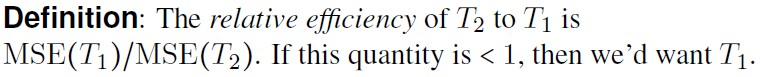 Definition: The relative efficiency of T₂ to T₁ is
MSE(T₁)/MSE(T₂). If this quantity is < 1, then we’d want T₁.